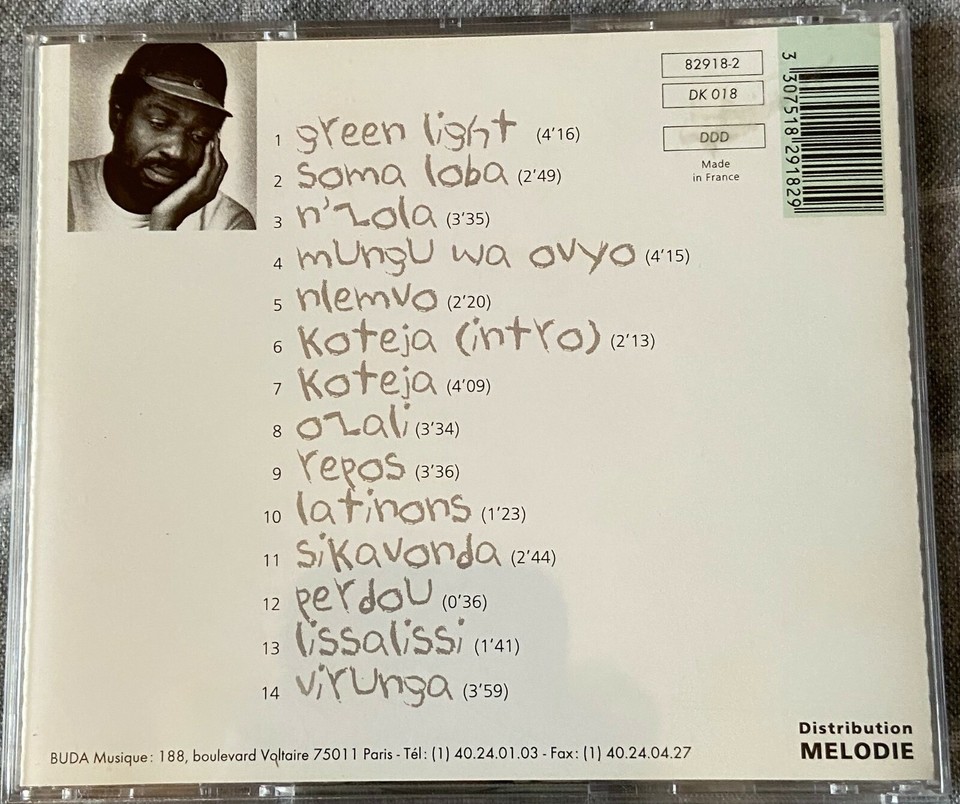 82918-2
DK 018
DDD
Made
in France
3 307518 291829
1 green light (4'16)
2 soma loba (2'49)
3 n'zola (3'35)
4 mungu wa ovyo (4'15)
5 nlemvo (2'20)
6 koteja (intro) (2'13)
7 koteja (4'09)
8 ozali (3'34)
9 repos (3'36)
10 latinons (1'23)
11 sikavonda (2'44)
12 perdou (0'36)
13 lissalissi (1'41)
14 virunga (3'59)
Distribution
MELODIE
BUDA Musique: 188, boulevard Voltaire 75011 Paris - Tél: (1) 40.24.01.03 - Fax: (1) 40.24.04.27